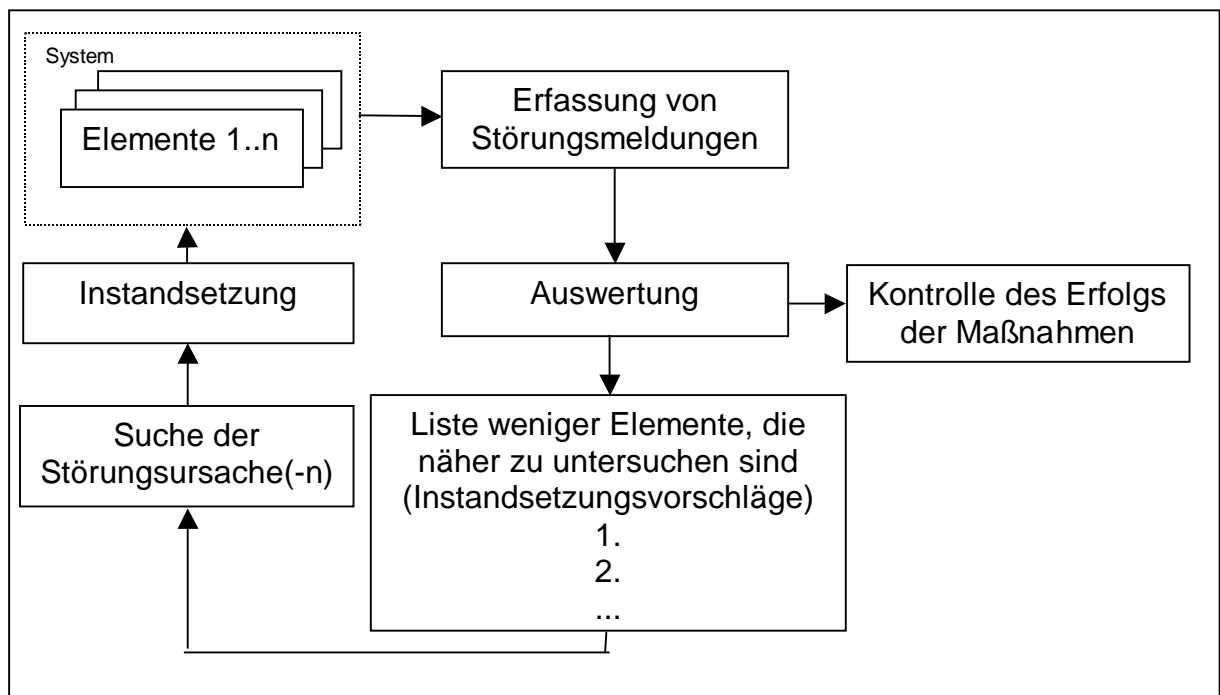 System
Elemente 1..n
Erfassung von
Störungsmeldungen
Instandsetzung
Auswertung
Kontrolle des Erfolgs
der Maßnahmen
Suche der
Störungsursache(-n)
Liste weniger Elemente, die
näher zu untersuchen sind
(Instandsetzungsvorschläge)
1.
2.
...